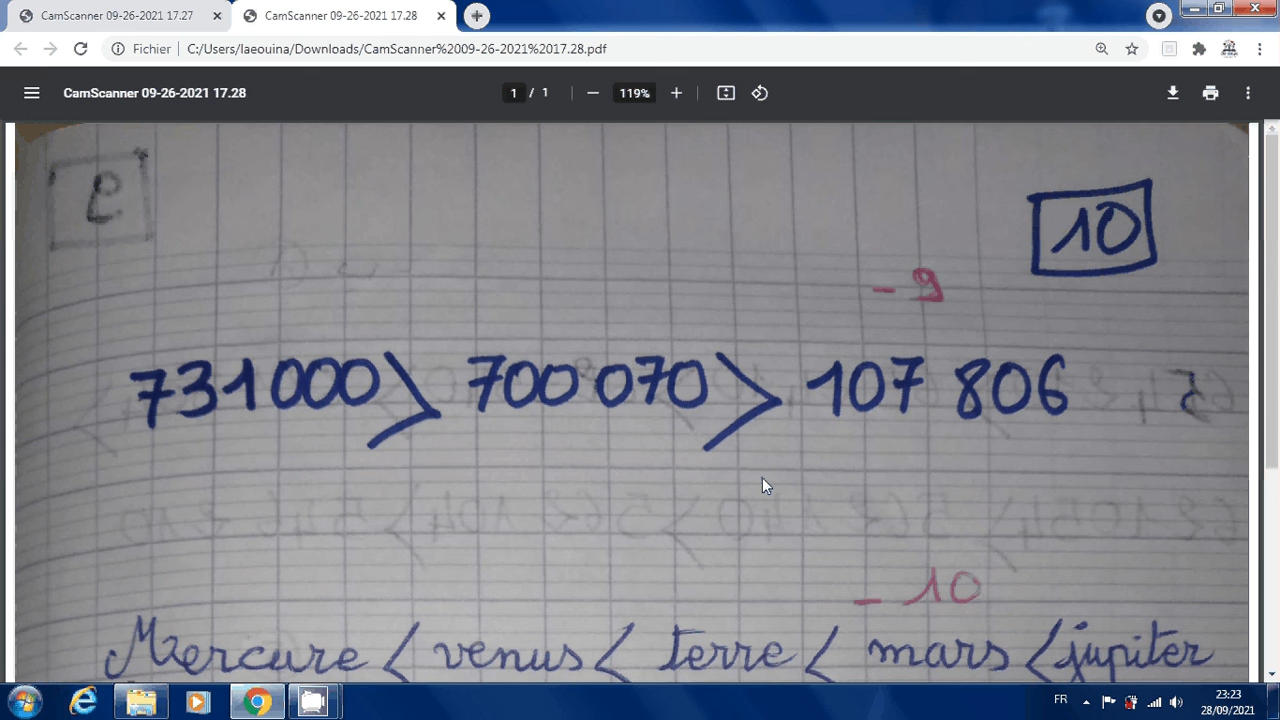 CamScanner 09-26-2021 17.27
CamScanner 09-26-2021 17.28
Fichier
C:/Users/laeouina/Downloads/CamScanner%2009-26-2021%2017.28.pdf
CamScanner 09-26-2021 17.28
1 / 1
119%
10
- 9
731000 > 700 070 > 107 806
- 10
Mercure < venus < terre < mars < jupiter
FR
23:23
28/09/2021